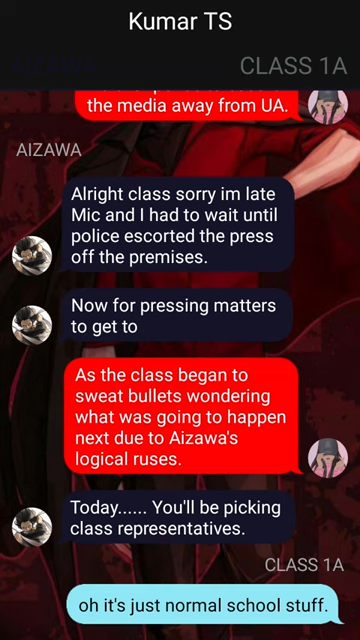 Kumar TS
CLASS 1A
the media away from UA.
AIZAWA
Alright class sorry im late
Mic and I had to wait until
police escorted the press
off the premises.
Now for pressing matters
to get to
As the class began to
sweat bullets wondering
what was going to happen
next due to Aizawa's
logical ruses.
Today...... You'll be picking
class representatives.
CLASS 1A
oh it's just normal school stuff.